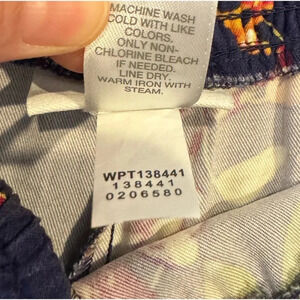 MACHINE WASH
COLD WITH LIKE
COLORS.
ONLY NON-
CHLORINE BLEACH
IF NEEDED.
LINE DRY.
WARM IRON WITH
STEAM.
WPT138441
138441
0206580